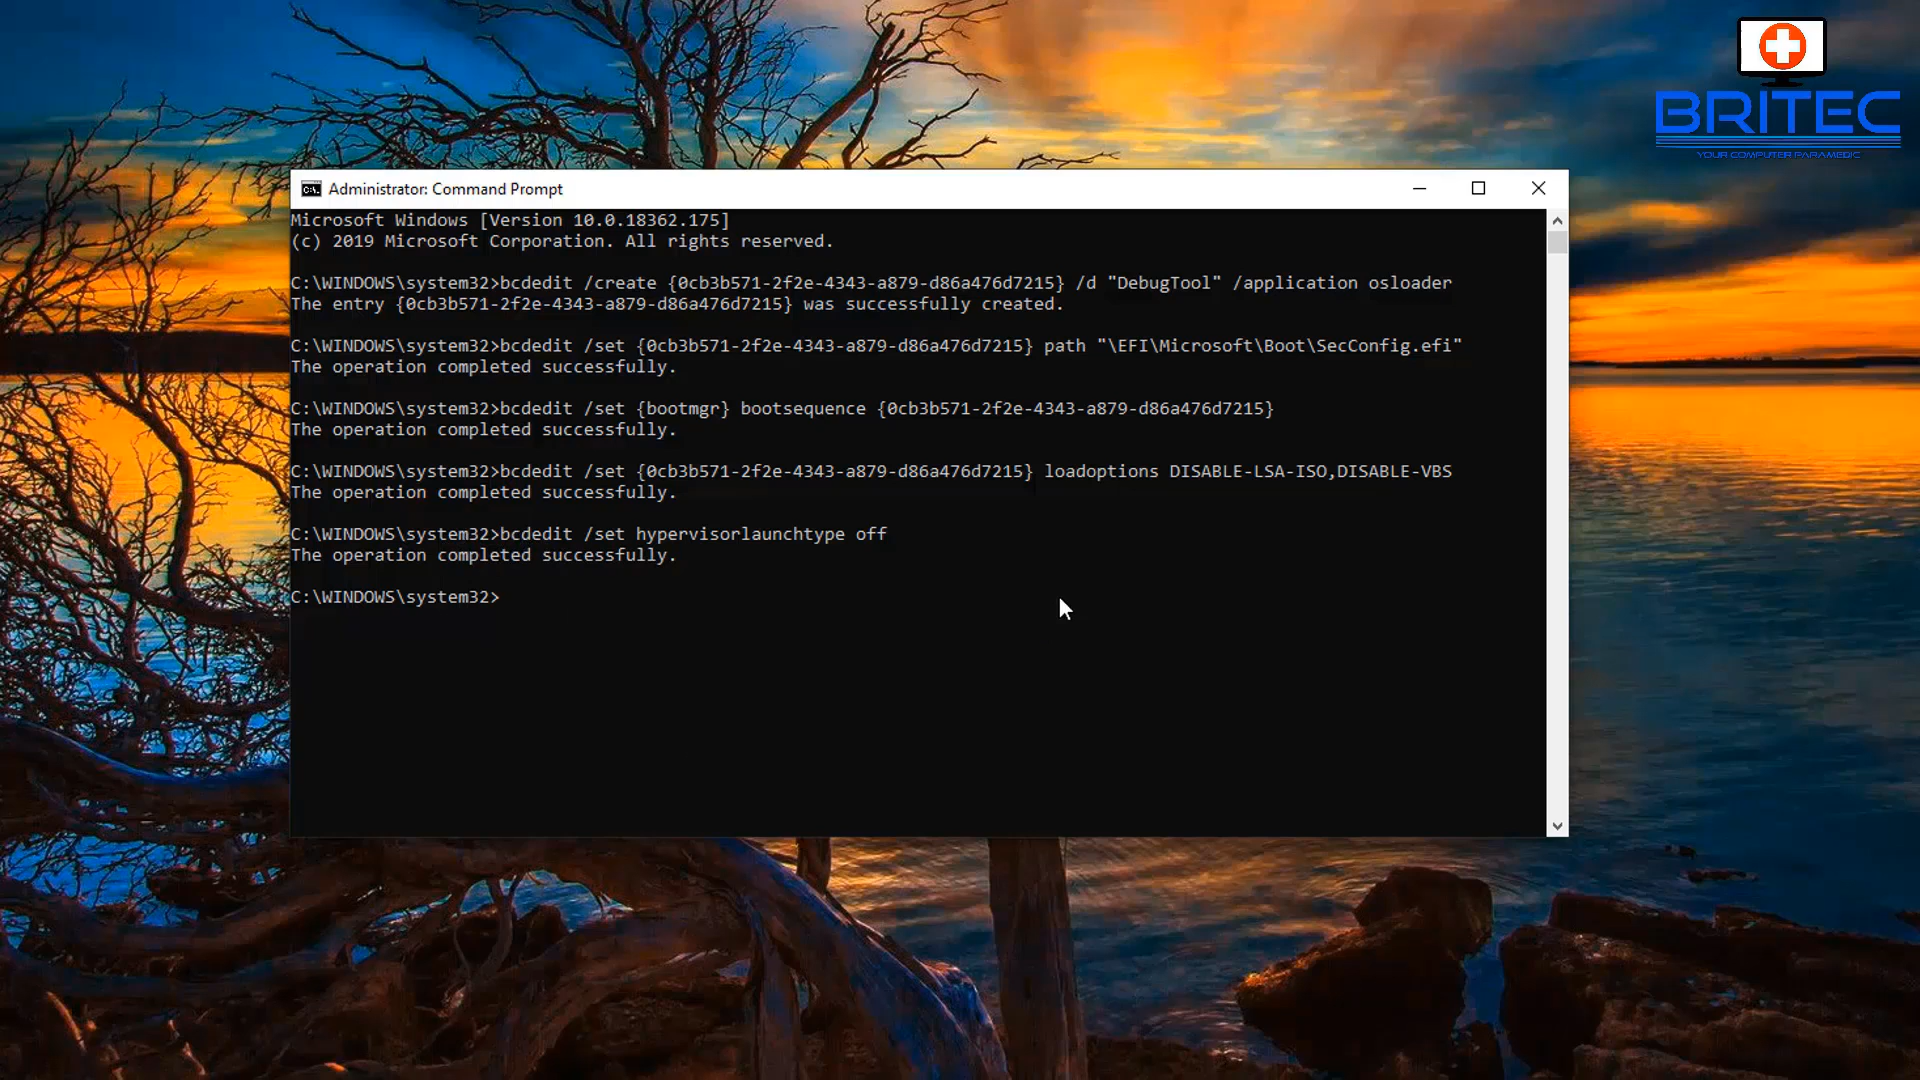 BRITEC
YOUR COMPUTER PARAMEDIC
Administrator: Command Prompt
Microsoft Windows [Version 10.0.18362.175]
(c) 2019 Microsoft Corporation. All rights reserved.
C:\WINDOWS\system32>bcdedit /create {0cb3b571-2f2e-4343-a879-d86a476d7215} /d "DebugTool" /application osloader
The entry {0cb3b571-2f2e-4343-a879-d86a476d7215} was successfully created.
C:\WINDOWS\system32>bcdedit /set {0cb3b571-2f2e-4343-a879-d86a476d7215} path "\EFI\Microsoft\Boot\SecConfig.efi"
The operation completed successfully.
C:\WINDOWS\system32>bcdedit /set {bootmgr} bootsequence {0cb3b571-2f2e-4343-a879-d86a476d7215}
The operation completed successfully.
C:\WINDOWS\system32>bcdedit /set {0cb3b571-2f2e-4343-a879-d86a476d7215} loadoptions DISABLE-LSA-ISO,DISABLE-VBS
The operation completed successfully.
C:\WINDOWS\system32>bcdedit /set hypervisorlaunchtype off
The operation completed successfully.
C:\WINDOWS\system32>